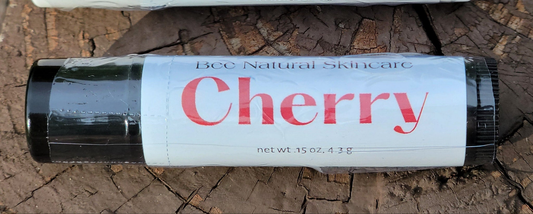 Bee Natural Skincare
Cherry
net wt .15 oz, 4.3 g